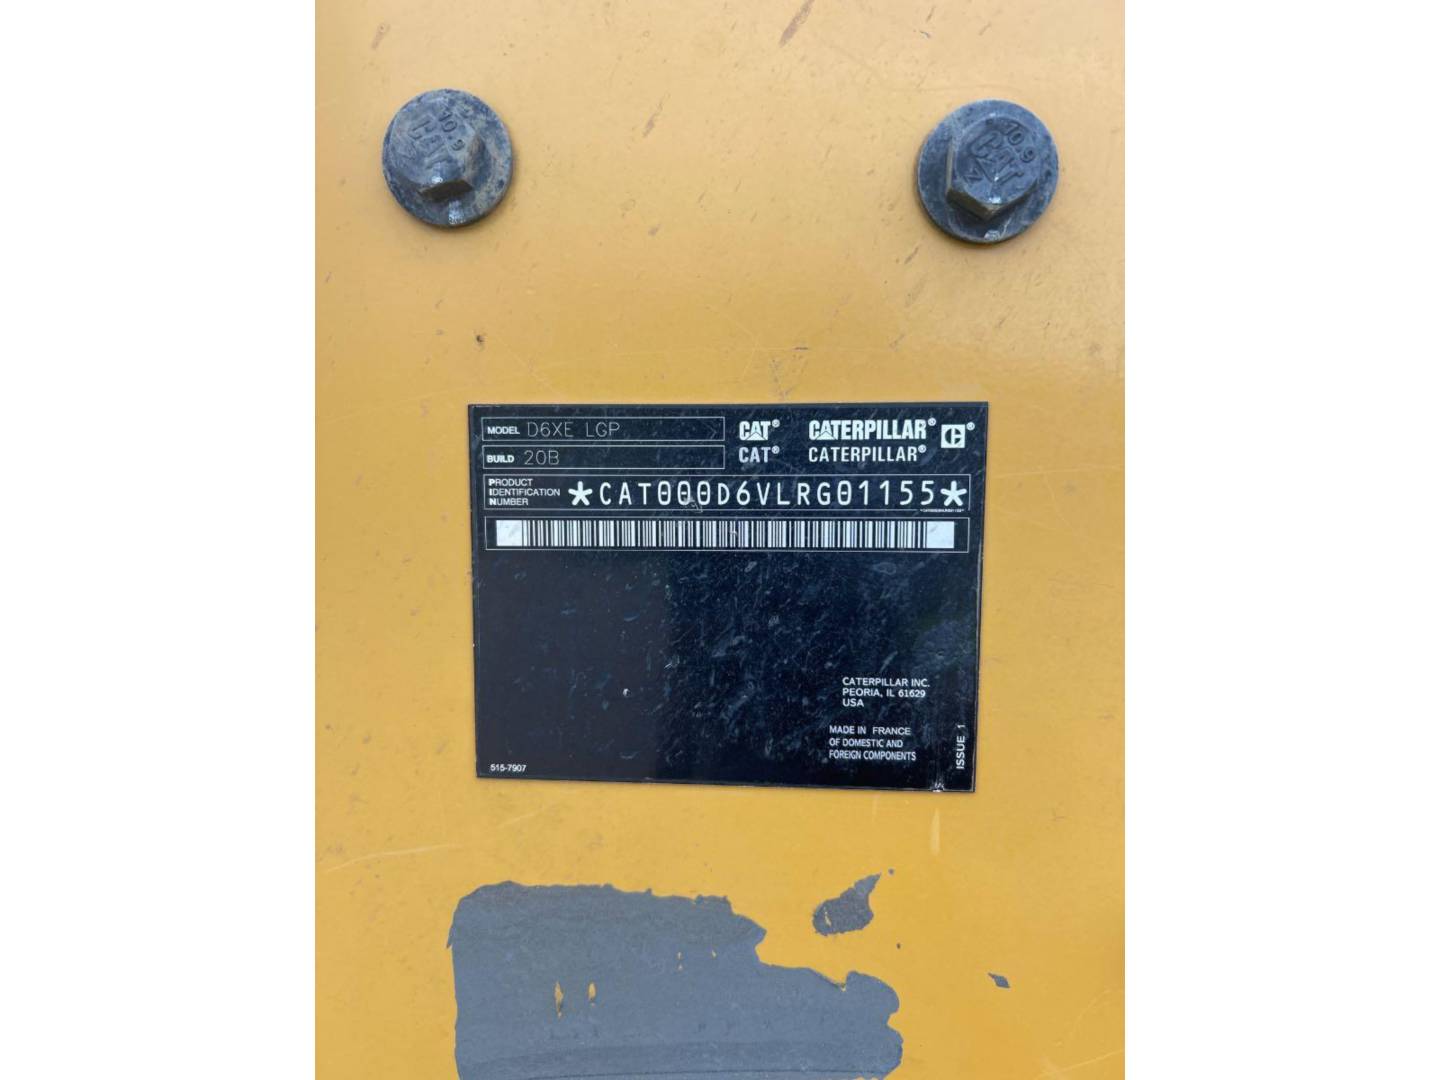 10.9
CAT
10.9
CAT
MODEL D6XE LGP
BUILD 20B
CAT® CATERPILLAR®
CAT® CATERPILLAR®
PRODUCT
IDENTIFICATION
NUMBER
*CAT000D6VLRG01155*
CATERPILLAR INC.
PEORIA, IL 61629
USA
MADE IN FRANCE
OF DOMESTIC AND
FOREIGN COMPONENTS
515-7907
ISSUE 1